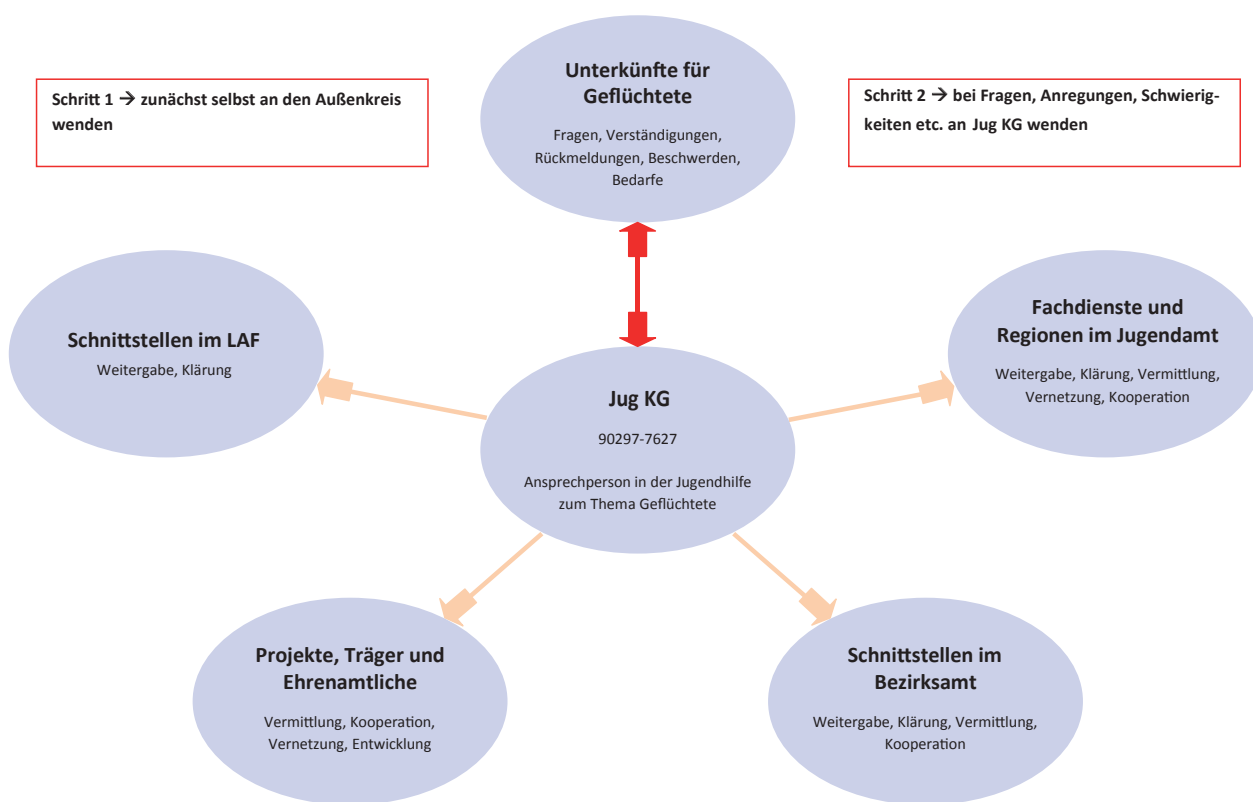 Schritt 1 → zunächst selbst an den Außenkreis
wenden
Unterkünfte für
Geflüchtete
Fragen, Verständigungen,
Rückmeldungen, Beschwerden,
Bedarfe
Schritt 2 → bei Fragen, Anregungen, Schwierig-
keiten etc. an Jug KG wenden
Schnittstellen im LAF
Weitergabe, Klärung
Fachdienste und
Regionen im Jugendamt
Weitergabe, Klärung, Vermittlung,
Vernetzung, Kooperation
Jug KG
90297-7627
Ansprechperson in der Jugendhilfe
zum Thema Geflüchtete
Projekte, Träger und
Ehrenamtliche
Vermittlung, Kooperation,
Vernetzung, Entwicklung
Schnittstellen im
Bezirksamt
Weitergabe, Klärung, Vermittlung,
Kooperation